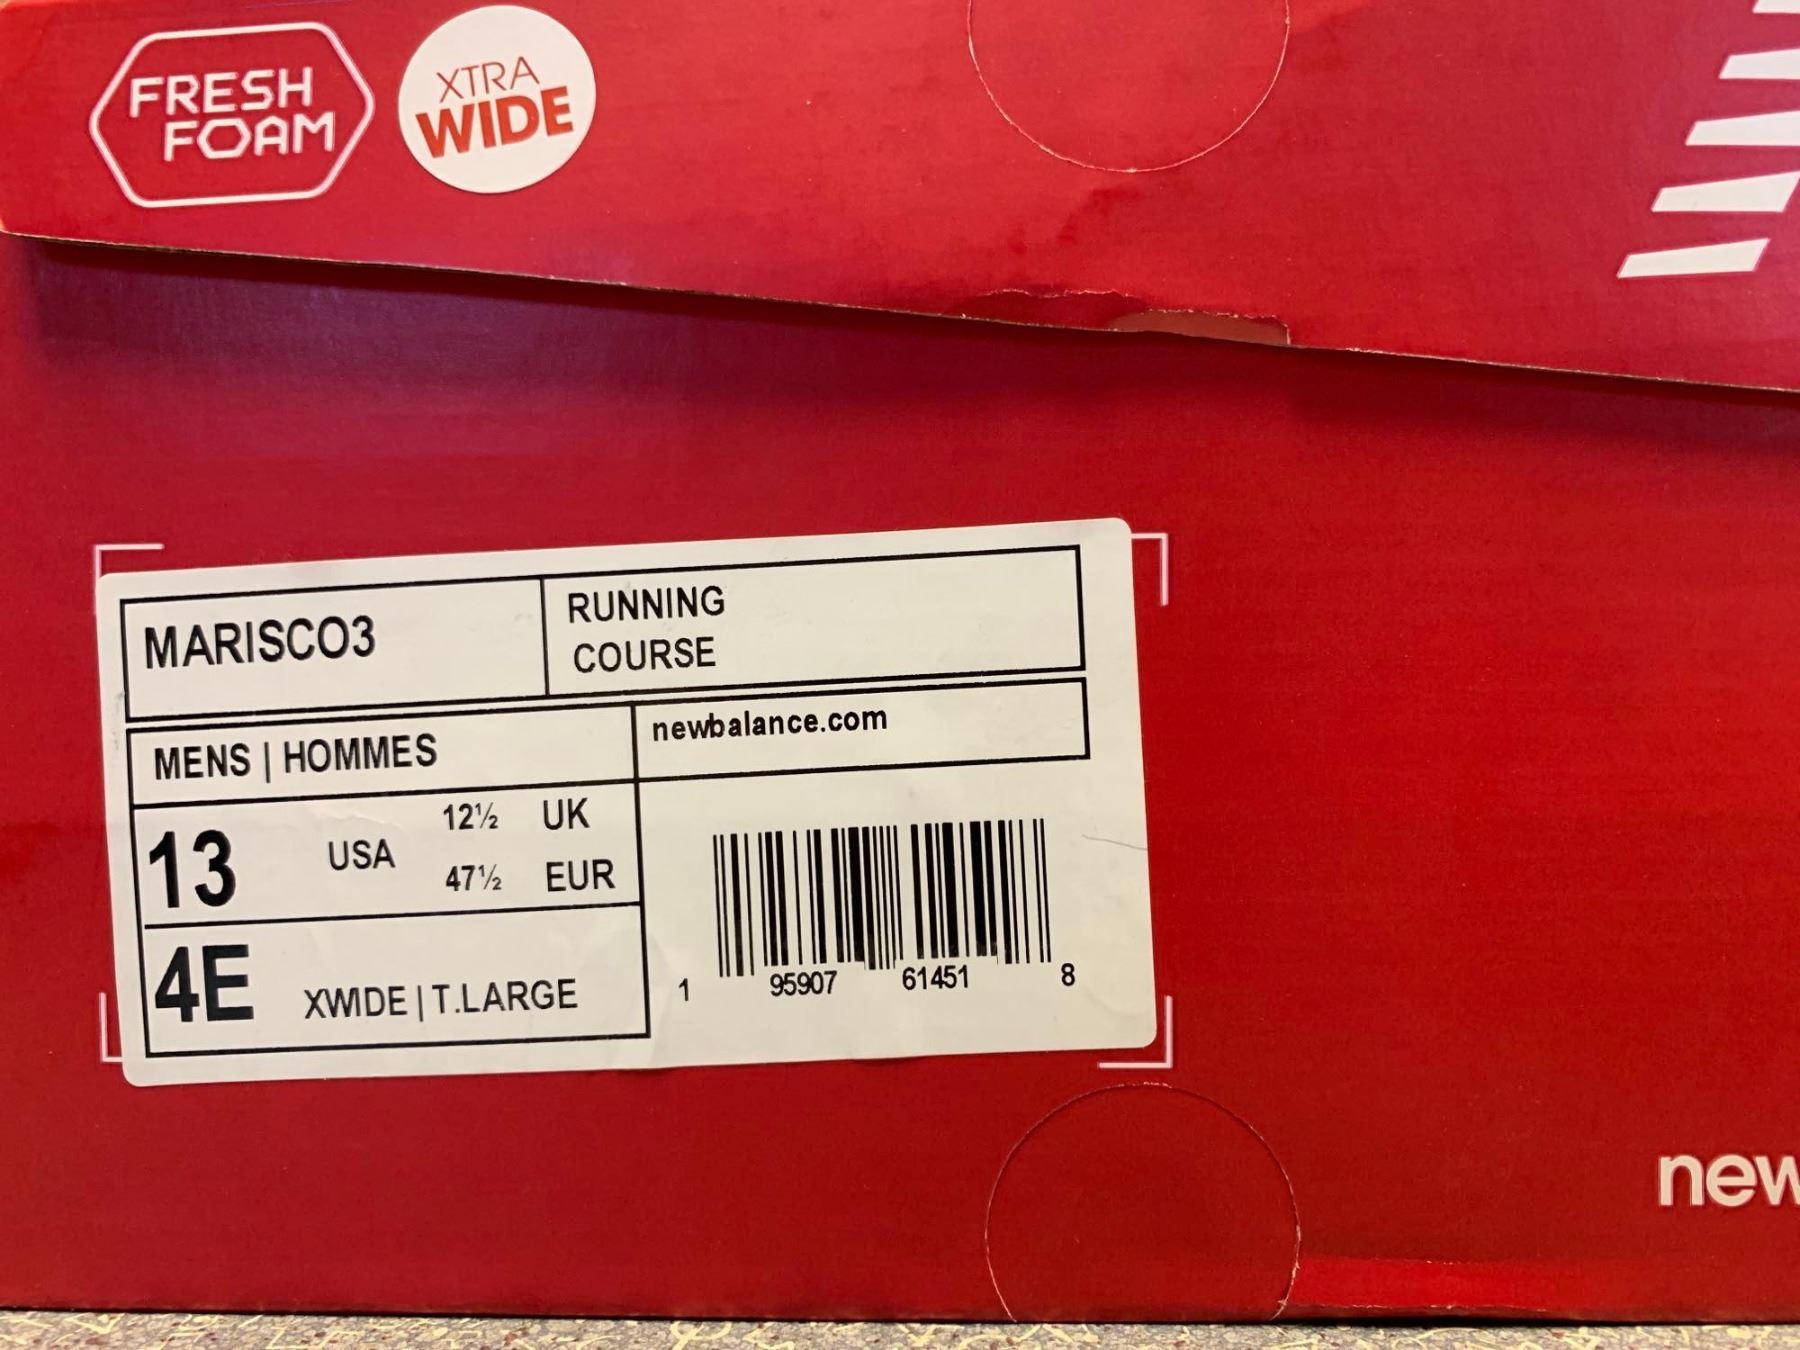 FRESH
FOAM
XTRA
WIDE
MARISCO3
RUNNING
COURSE
MENS | HOMMES
newbalance.com
13 USA 12½ UK
47½ EUR
4E XWIDE | T.LARGE
1 95907 61451 8
new